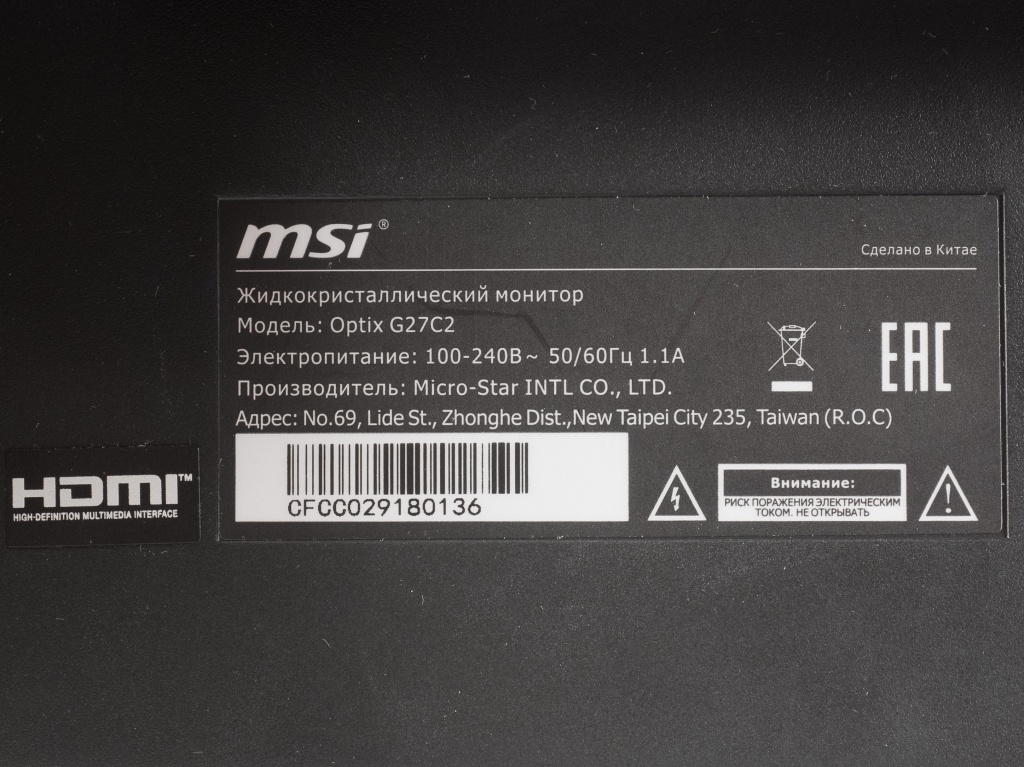 msi®
Сделано в Китае
Жидкокристаллический монитор
Модель: Optix G27C2
Электропитание: 100-240В~ 50/60Гц 1.1А
EAC
Производитель: Micro-Star INTL CO., LTD.
Адрес: No.69, Lide St., Zhonghe Dist.,New Taipei City 235, Taiwan (R.O.C)
CFCC029180136
Внимание:
РИСК ПОРАЖЕНИЯ ЭЛЕКТРИЧЕСКИМ
ТОКОМ. НЕ ОТКРЫВАТЬ
HDMI™
HIGH-DEFINITION MULTIMEDIA INTERFACE